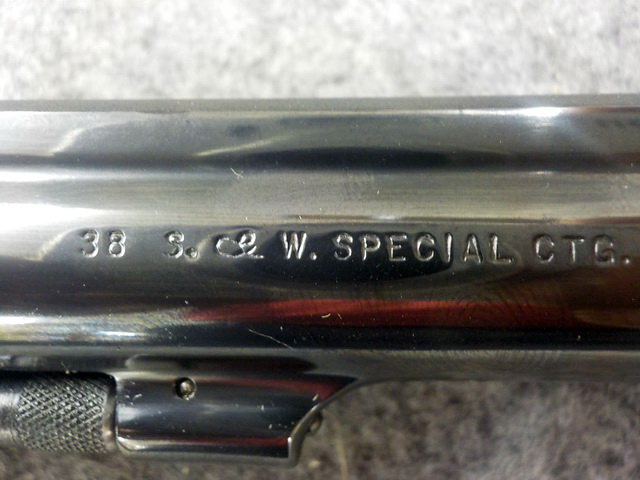 38 S. & W. SPECIAL CTG.